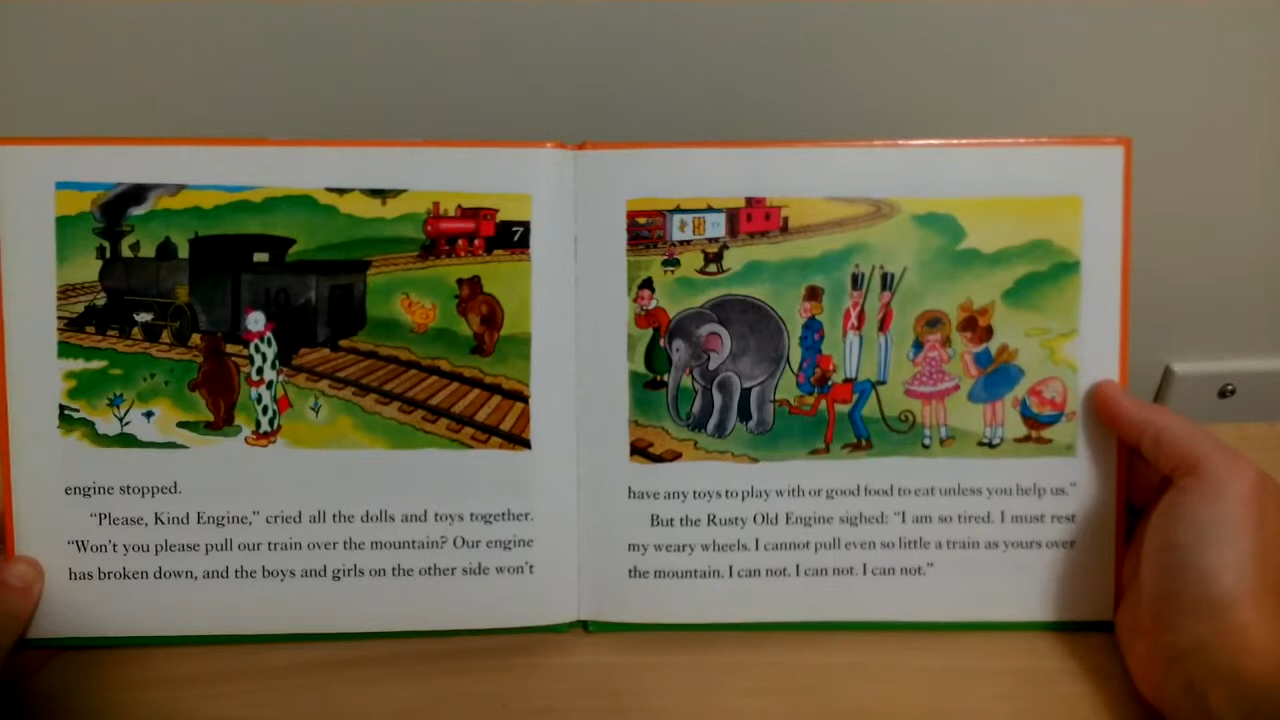 7
engine stopped.
“Please, Kind Engine,” cried all the dolls and toys together.
“Won’t you please pull our train over the mountain? Our engine
has broken down, and the boys and girls on the other side won’t
have any toys to play with or good food to eat unless you help us.”
But the Rusty Old Engine sighed: “I am so tired. I must rest
my weary wheels. I cannot pull even so little a train as yours over
the mountain. I can not. I can not. I can not.”